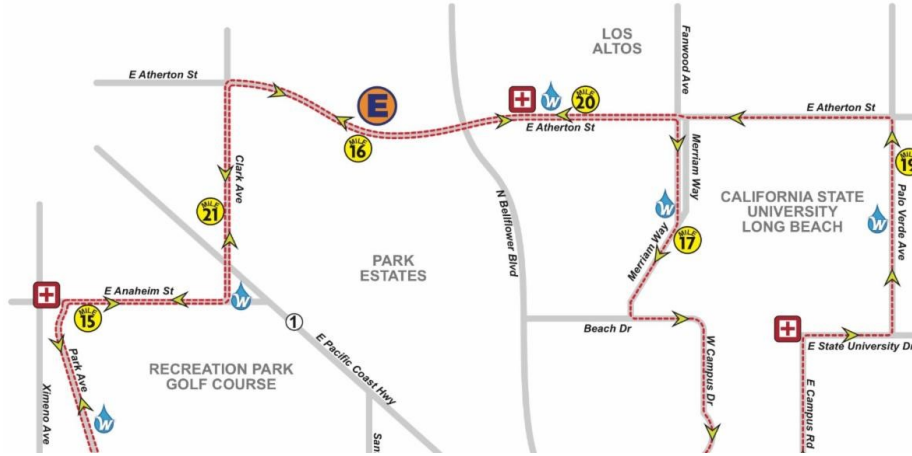 LOS
ALTOS
Fanwood Ave
E Atherton St
E
MILE
20
E Atherton St
E Atherton St
W
MILE
16
Clark Ave
Merriam Way
MILE
19
Palo Verde Ave
N Bellflower Blvd
CALIFORNIA STATE
UNIVERSITY
LONG BEACH
MILE
21
W
W
MILE
17
Merriam Way
PARK
ESTATES
E Anaheim St
W
MILE
15
1
Beach Dr
E State University Dr
E Pacific Coast Hwy
Park Ave
RECREATION PARK
GOLF COURSE
W Campus Dr
E Campus Rd
Ximeno Ave
W
San